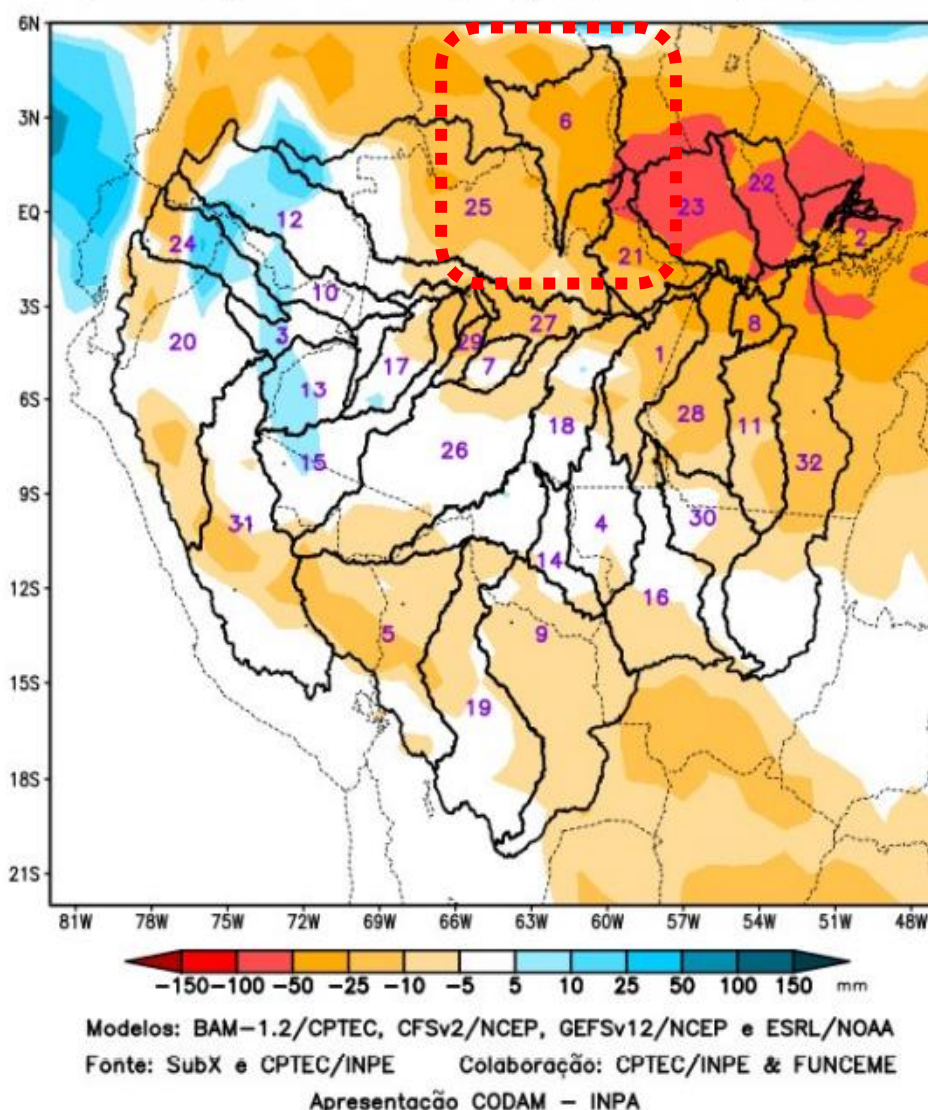 6N
3N
EQ
3S
6S
9S
12S
15S
18S
21S
6
22
25
23
12
24
21
2
10
20
3
27
8
29
17
7
1
13
28
11
18
26
15
32
31
4
30
14
16
5
9
19
81W 78W 75W 72W 69W 66W 63W 60W 57W 54W 51W 48W
-150 -100 -50 -25 -10 -5 5 10 25 50 100 150 mm
Modelos: BAM-1.2/CPTEC, CFSv2/NCEP, GEFSv12/NCEP e ESRL/NOAA
Fonte: SubX e CPTEC/INPE Colaboração: CPTEC/INPE & FUNCEME
Apresentação CODAM - INPA